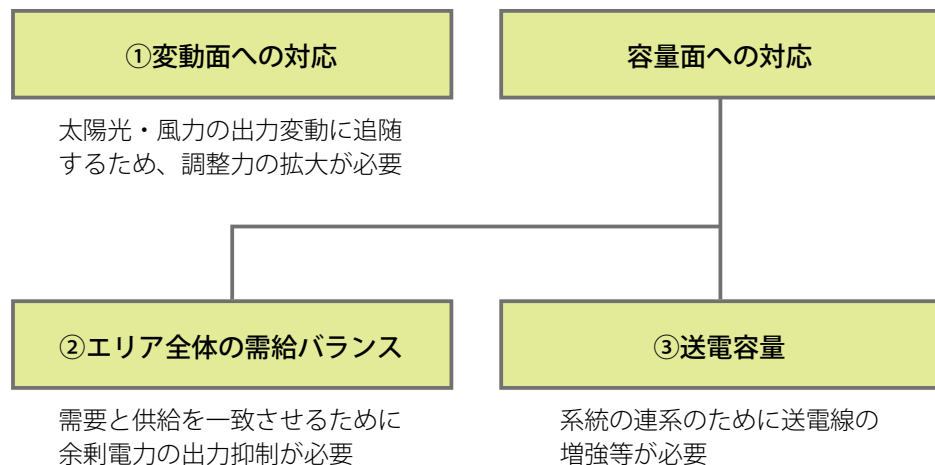 ①変動面への対応
容量面への対応
太陽光・風力の出力変動に追随
するため、調整力の拡大が必要
②エリア全体の需給バランス
③送電容量
需要と供給を一致させるために
余剰電力の出力抑制が必要
系統の連系のために送電線の
増強等が必要